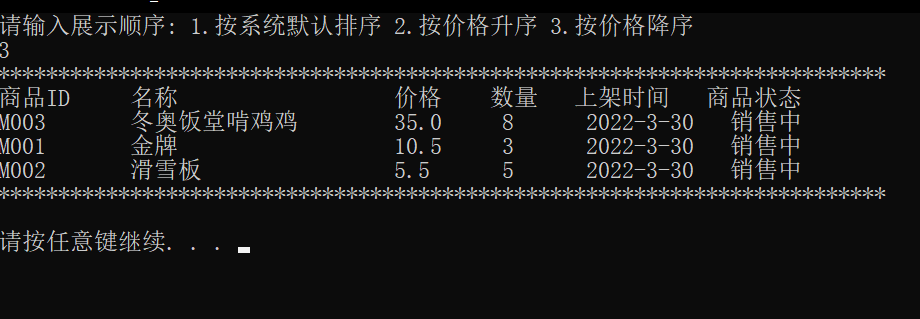 请输入展示顺序: 1.按系统默认排序 2.按价格升序 3.按价格降序
3
**************************************************************************
商品ID 名称 价格 数量 上架时间 商品状态
M003 冬奥饭堂啃鸡鸡 35.0 8 2022-3-30 销售中
M001 金牌 10.5 3 2022-3-30 销售中
M002 滑雪板 5.5 5 2022-3-30 销售中
**************************************************************************
请按任意键继续. . .